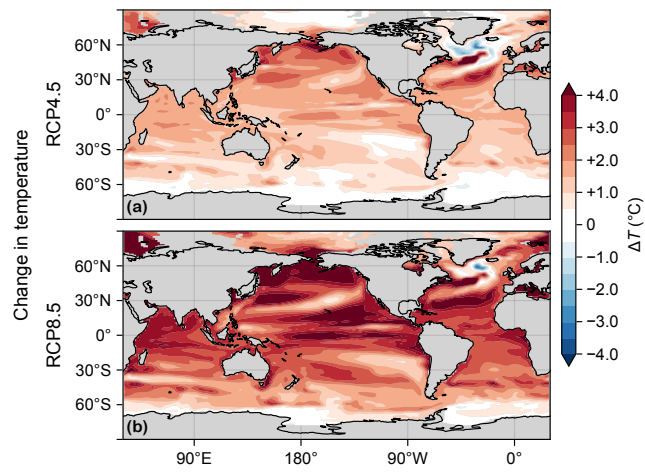 Change in temperature
RCP4.5
60°N
30°N
0°
30°S
60°S
(a)
RCP8.5
60°N
30°N
0°
30°S
60°S
(b)
90°E 180° 90°W 0°
+4.0
+3.0
+2.0
+1.0
0
−1.0
−2.0
−3.0
−4.0
ΔT (°C)